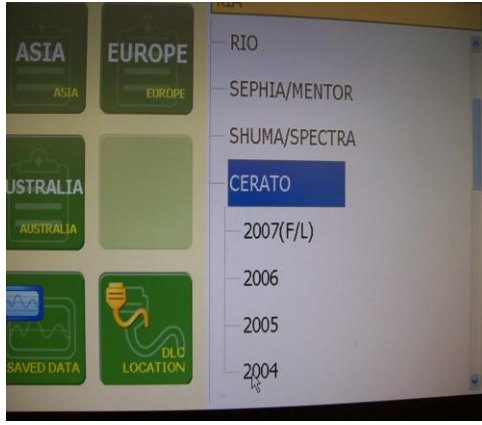 ASIA
ASIA
EUROPE
EUROPE
USTRALIA
AUSTRALIA
SAVED DATA
DLC
LOCATION
KIA
RIO
SEPHIA/MENTOR
SHUMA/SPECTRA
CERATO
2007(F/L)
2006
2005
2004